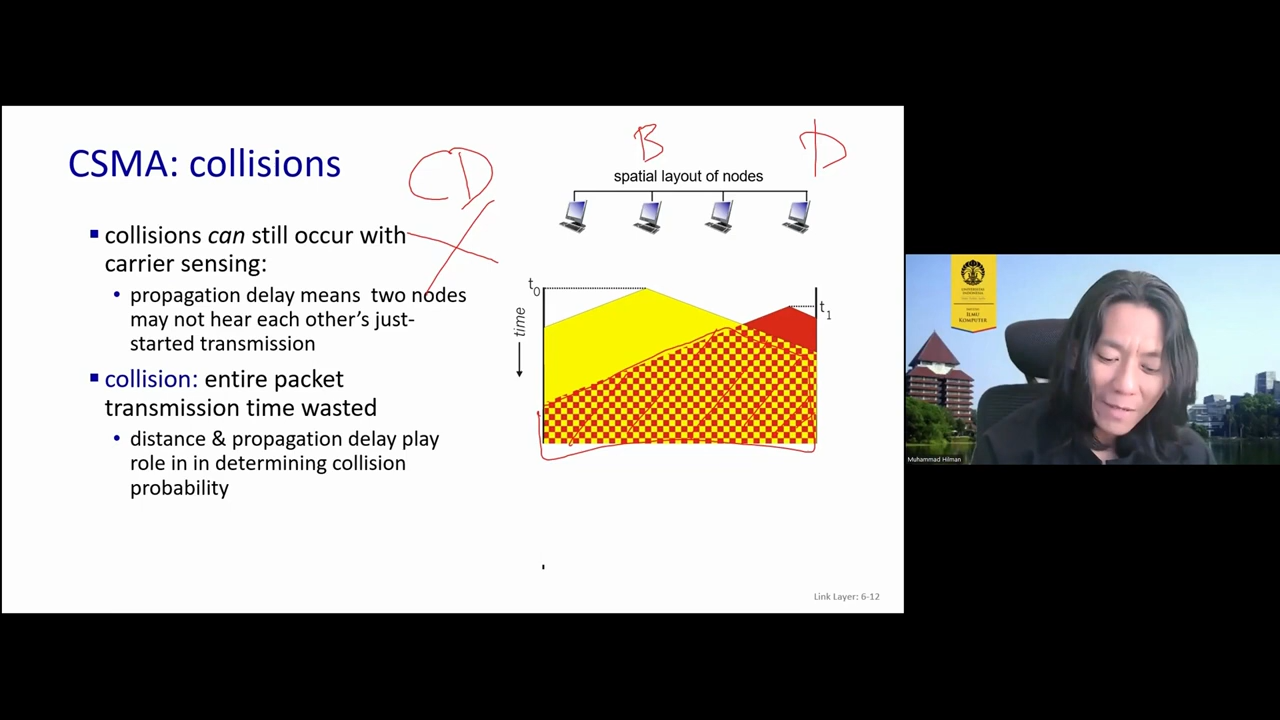 CSMA: collisions
CD
B
D
spatial layout of nodes
▪ collisions can still occur with
carrier sensing:
• propagation delay means two nodes
may not hear each other's just-
started transmission
▪ collision: entire packet
transmission time wasted
• distance & propagation delay play
role in in determining collision
probability
t0
time
t1
Link Layer: 6-12
UNIVERSITAS
INDONESIA
ILMU
KOMPUTER
Muhammad Hilman